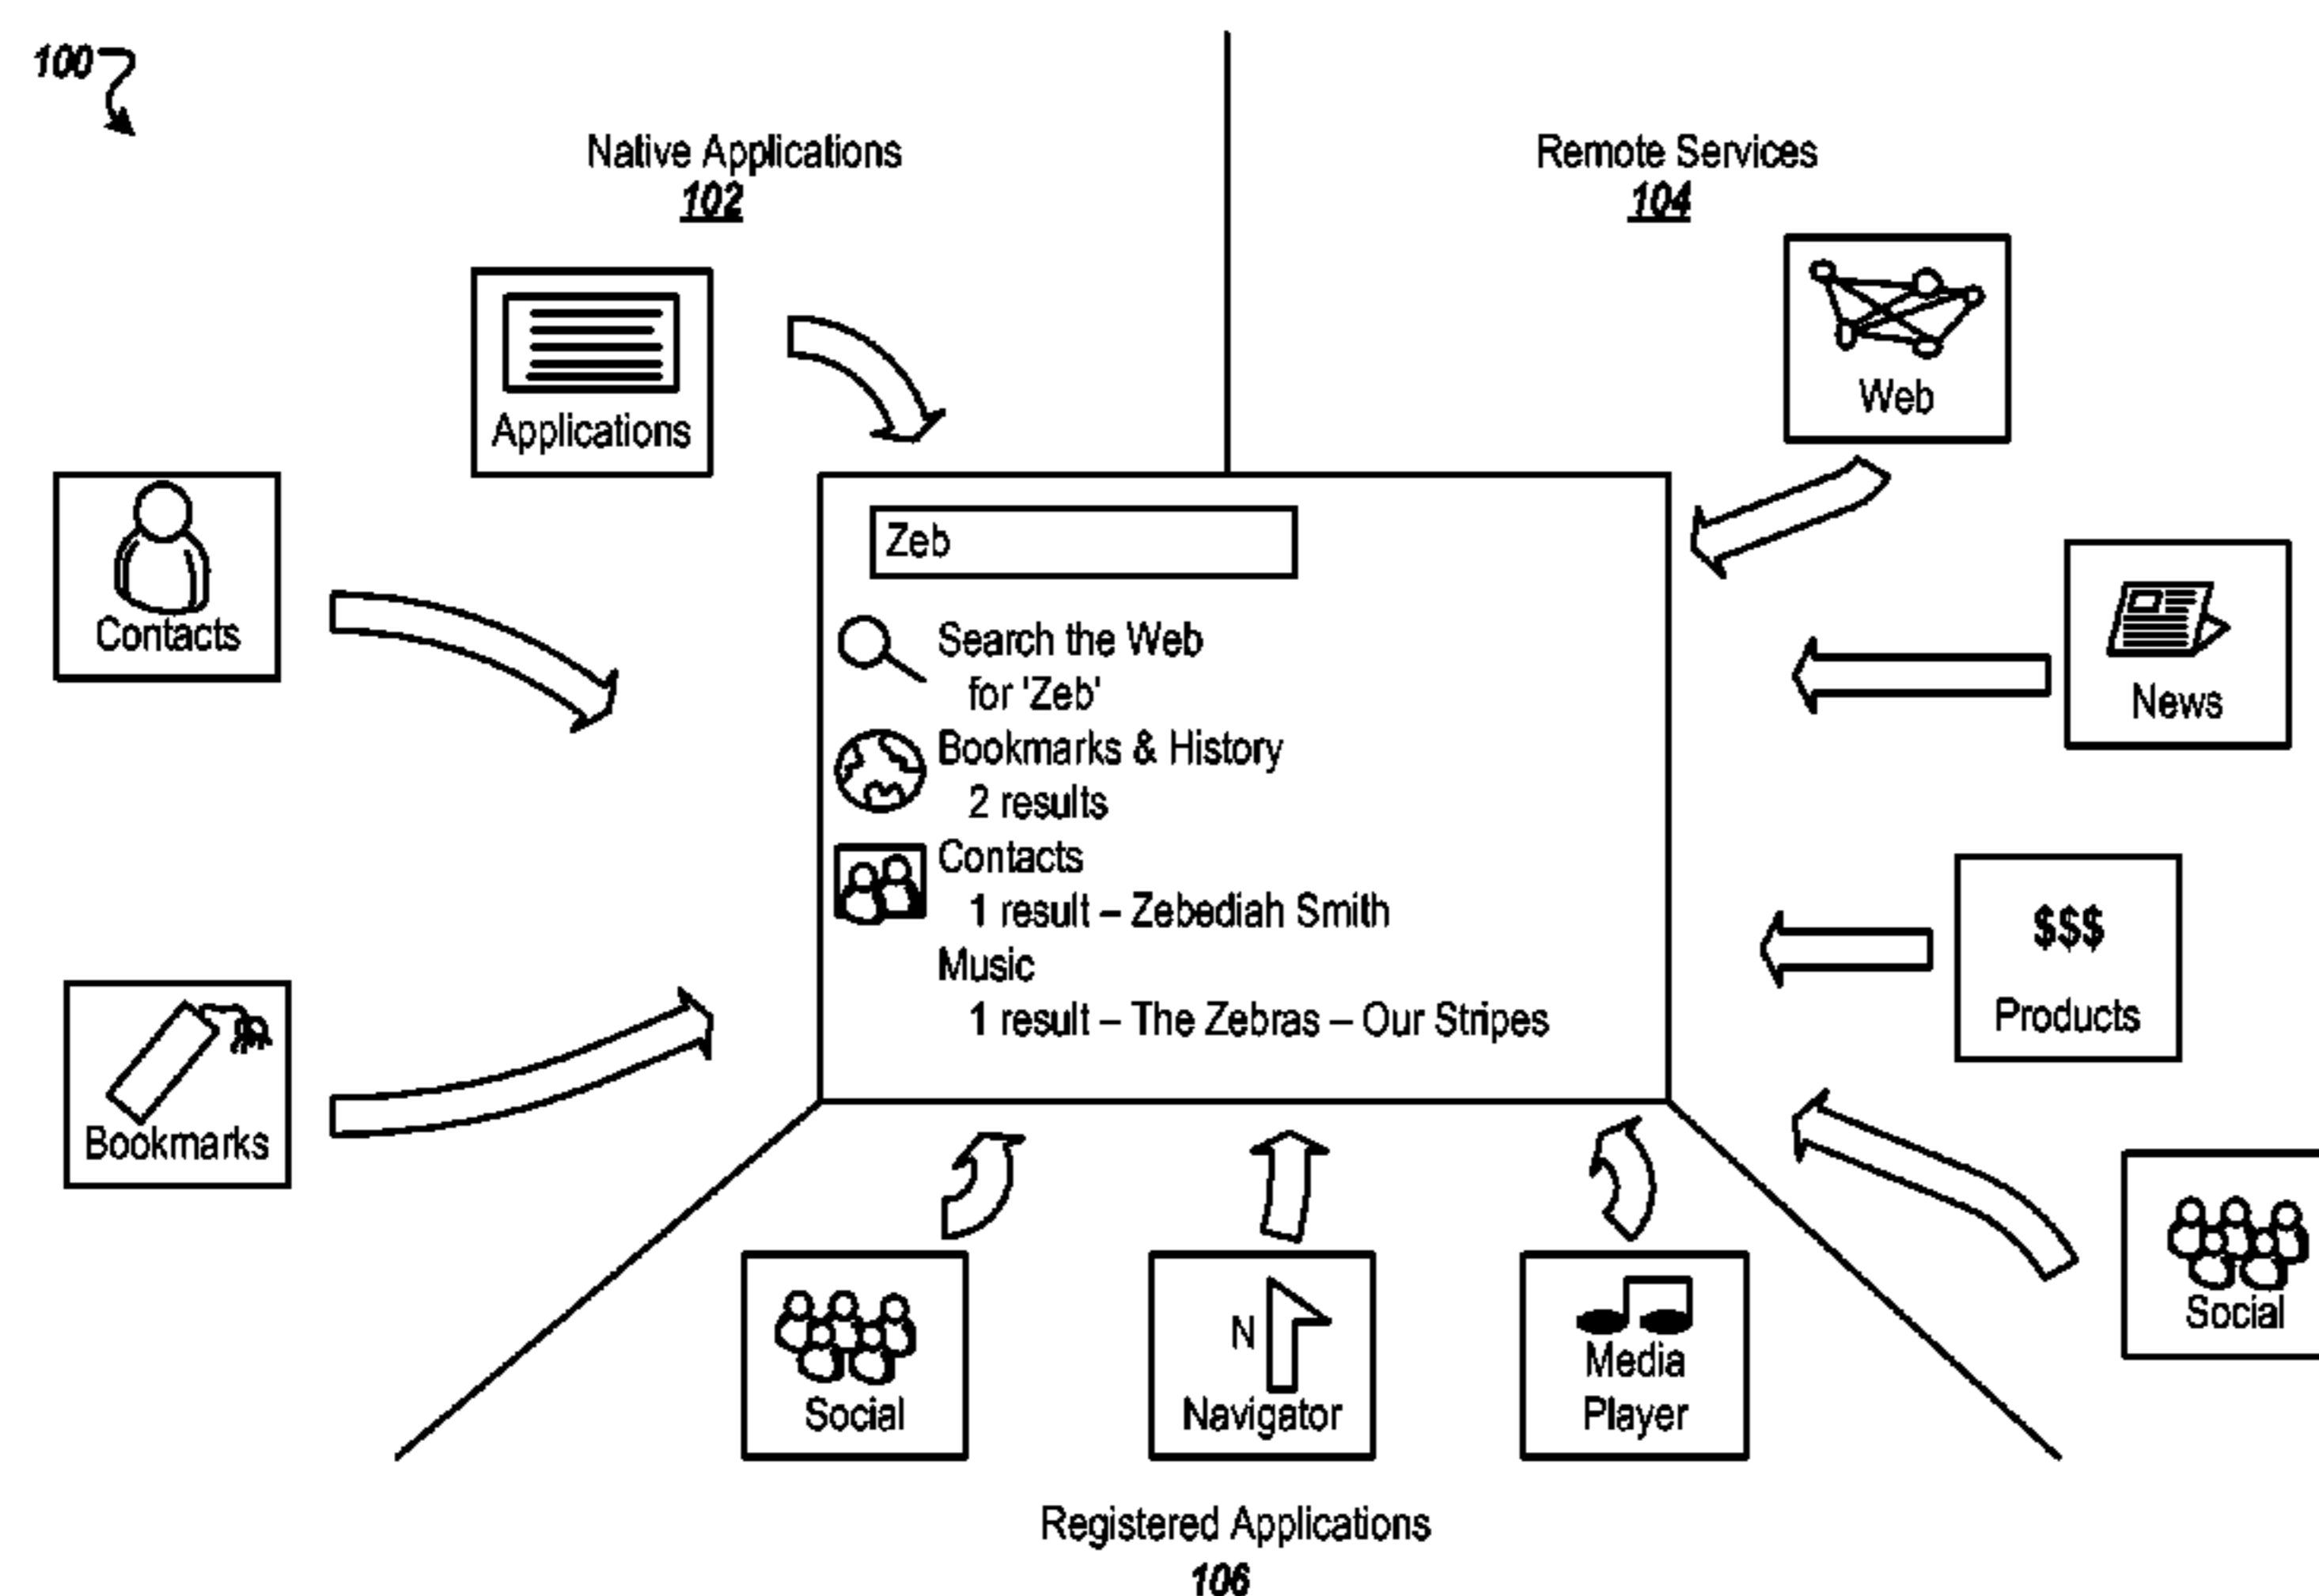 100
Native Applications
102
Remote Services
104
Applications
Web
Contacts
News
Zeb
Search the Web
for 'Zeb'
Bookmarks & History
2 results
Contacts
1 result – Zebediah Smith
Music
1 result – The Zebras – Our Stripes
$$$
Products
Bookmarks
Social
Social
N
Navigator
Media
Player
Registered Applications
106